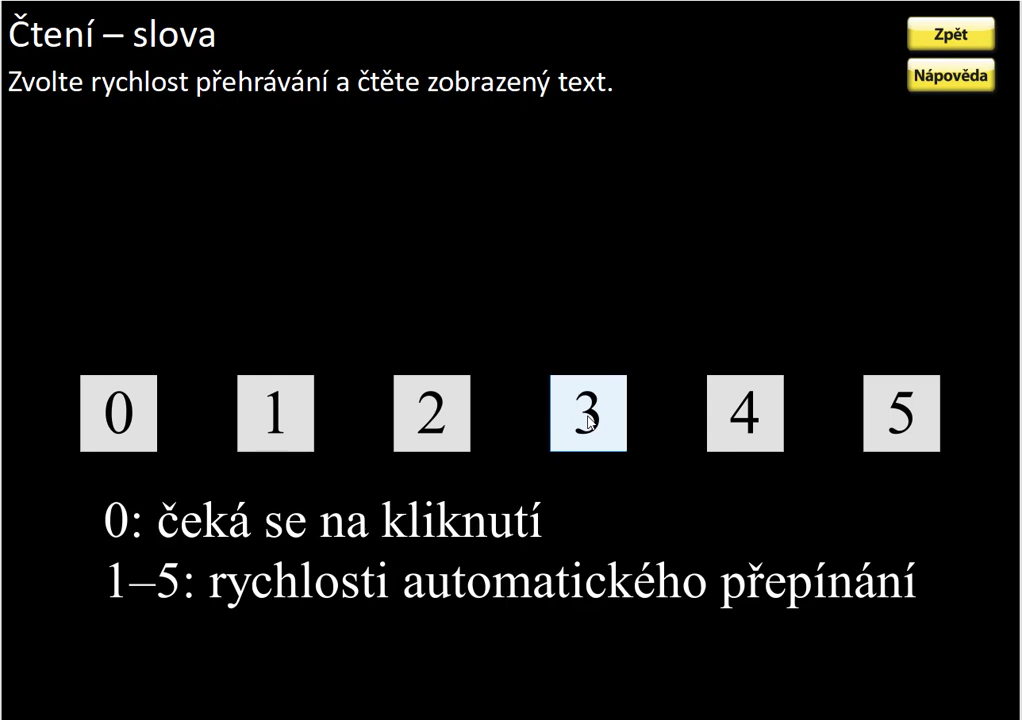 Čtení – slova
Zpět
Zvolte rychlost přehrávání a čtěte zobrazený text.
Nápověda
0 1 2 3 4 5
0: čeká se na kliknutí
1–5: rychlosti automatického přepínání